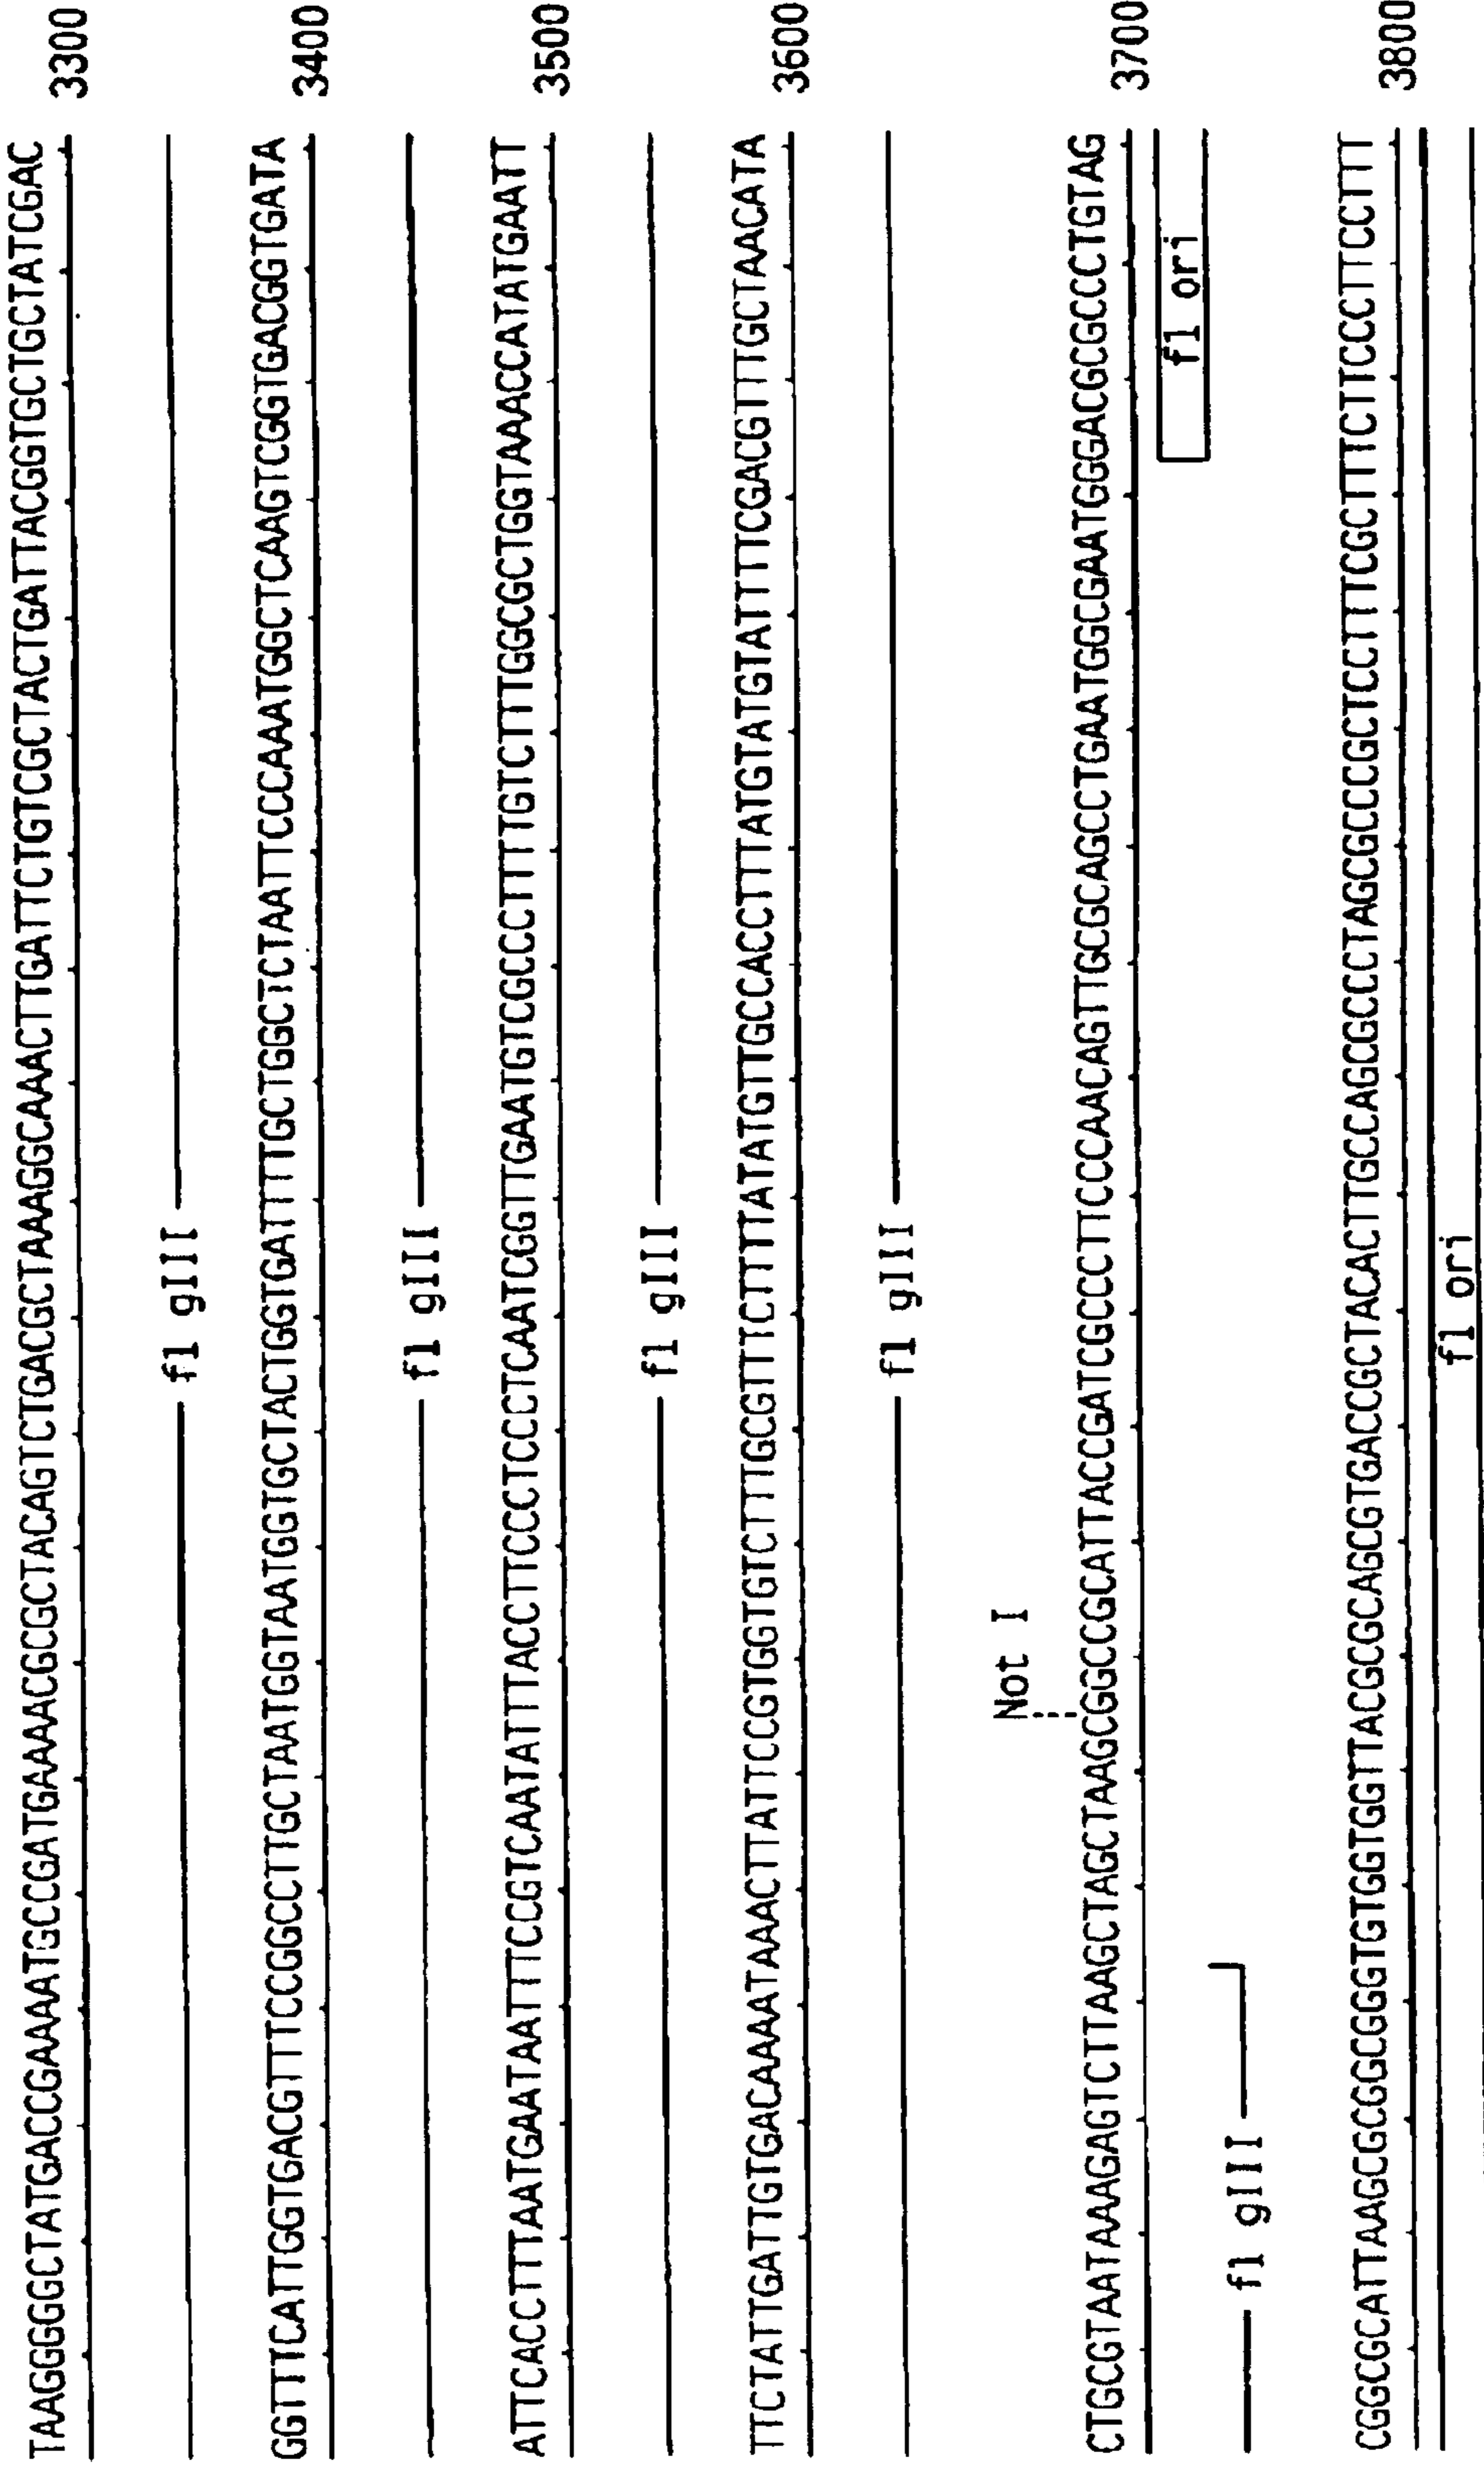 TAAGGGGGCTATGACCGAAAATGCCGATGAAAACGCGCTACAGTCTGACGCTAAAGGCAAACTTGATTCTGTCGCTACTGATTACGGTGCTGCTATCGAC 3300
f1 gIII
GGTTTCATTGGTGACGTTTCCGGCCTTGCTAATGGTAATGGTGCTACTGGTGATTTTGCTGGCTCTAATTCCCAAATGGCTCAAGTCGGTGACGGTGATA 3400
f1 gIII
ATTCACCTTTAATGAATAATTTCCGTCAATATTTACCTTCCCTCCCTCAATCGGTTGAATGTCGCCCTTTTGTCTTTGGCGCTGGTAAACCATATGAATT 3500
f1 gIII
TTCTATTGATTGTGACAAAATAAACTTATTCCGTGGTGTCTTTGCGTTTCTTTTATATGTTGCCACCTTTATGTATGTATTTTCGACGTTTGCTAACATA 3600
f1 gIII
Not I
CTGCGTAATAAAGAGTCTTAAGCTAGCTAAGCGGCCGCATTACCGATCGCCCTTCCCAACAGTTGCGCAGCCTGAATGGCGAATGGGACGCGCCCTGTAG 3700
f1 ori
f1 gIII
CGGCGCATTAAGCGCGGCGGGTGTGGTGGTTACGCGCAGCGTGACCGCTACACTTGCCAGCGCCCTAGCGCCCGCTCCTTTCGCTTTCTTCCCTTCCTTT 3800
f1 ori